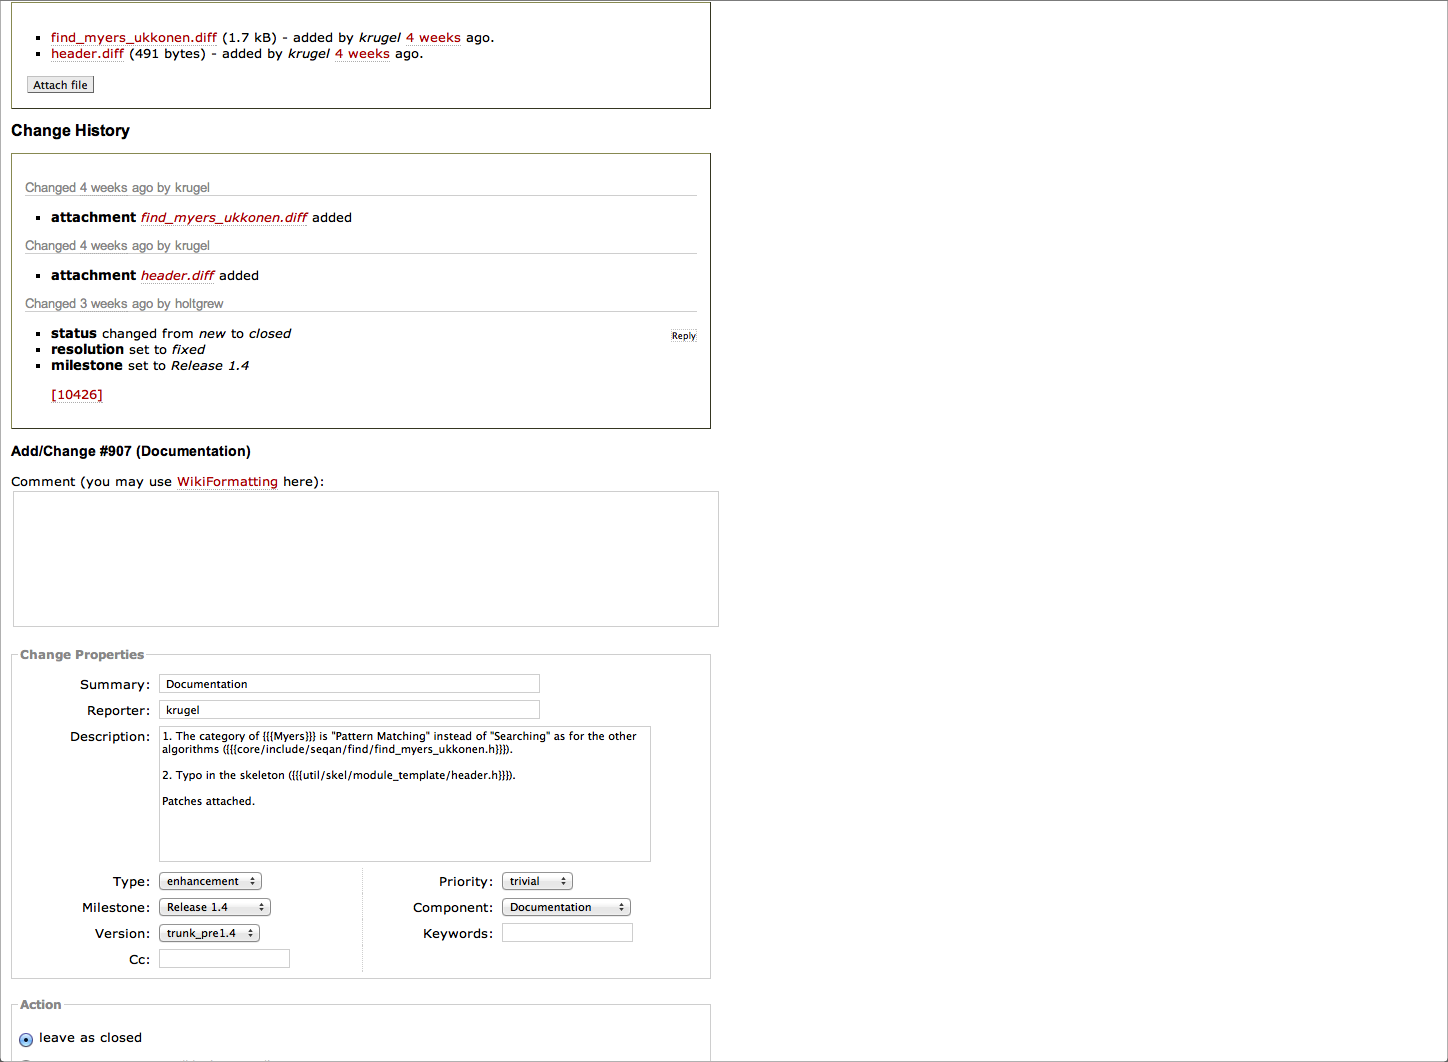 find_myers_ukkonen.diff (1.7 kB) - added by krugel 4 weeks ago.
header.diff (491 bytes) - added by krugel 4 weeks ago.
Attach file
Change History
Changed 4 weeks ago by krugel
attachment find_myers_ukkonen.diff added
Changed 4 weeks ago by krugel
attachment header.diff added
Changed 3 weeks ago by holtgrew
status changed from new to closed
Reply
resolution set to fixed
milestone set to Release 1.4
[10426]
Add/Change #907 (Documentation)
Comment (you may use WikiFormatting here):
Change Properties
Summary: Documentation
Reporter: krugel
Description: 1. The category of {{{Myers}}} is "Pattern Matching" instead of "Searching" as for the other
algorithms ({{{core/include/seqan/find/find_myers_ukkonen.h}}}).
2. Typo in the skeleton ({{{util/skel/module_template/header.h}}}).
Patches attached.
Type: enhancement Priority: trivial
Milestone: Release 1.4 Component: Documentation
Version: trunk_pre1.4 Keywords:
Cc:
Action
leave as closed